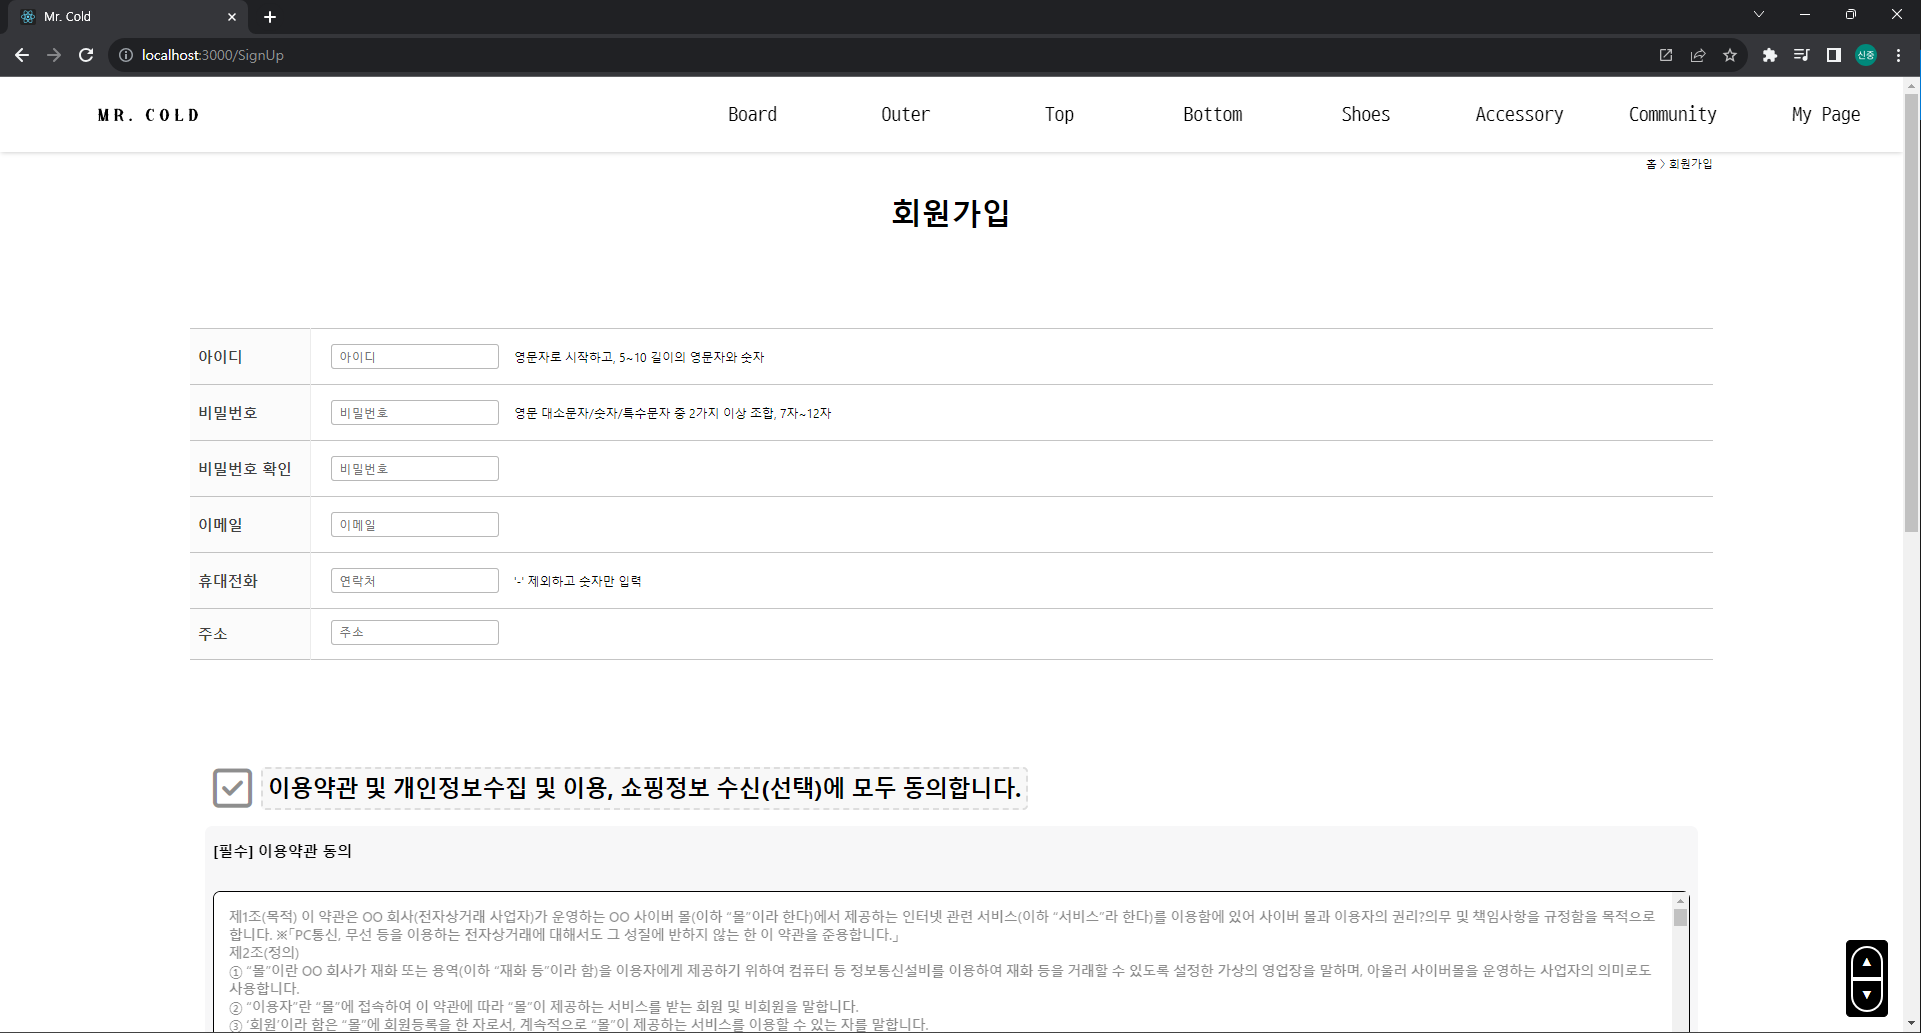 Mr. Cold
localhost:3000/SignUp
신중
MR. COLD
Board Outer Top Bottom Shoes Accessory Community My Page
홈 > 회원가입
회원가입
아이디 아이디 영문자로 시작하고, 5~10 길이의 영문자와 숫자
비밀번호 비밀번호 영문 대소문자/숫자/특수문자 중 2가지 이상 조합, 7자~12자
비밀번호 확인 비밀번호
이메일 이메일
휴대전화 연락처 '-' 제외하고 숫자만 입력
주소 주소
이용약관 및 개인정보수집 및 이용, 쇼핑정보 수신(선택)에 모두 동의합니다.
[필수] 이용약관 동의
제1조(목적) 이 약관은 OO 회사(전자상거래 사업자)가 운영하는 OO 사이버 몰(이하 “몰”이라 한다)에서 제공하는 인터넷 관련 서비스(이하 “서비스”라 한다)를 이용함에 있어 사이버 몰과 이용자의 권리?의무 및 책임사항을 규정함을 목적으로
합니다. ※「PC통신, 무선 등을 이용하는 전자상거래에 대해서도 그 성질에 반하지 않는 한 이 약관을 준용합니다.」
제2조(정의)
① “몰”이란 OO 회사가 재화 또는 용역(이하 “재화 등”이라 함)을 이용자에게 제공하기 위하여 컴퓨터 등 정보통신설비를 이용하여 재화 등을 거래할 수 있도록 설정한 가상의 영업장을 말하며, 아울러 사이버몰을 운영하는 사업자의 의미로도
사용합니다.
② “이용자”란 “몰”에 접속하여 이 약관에 따라 “몰”이 제공하는 서비스를 받는 회원 및 비회원을 말합니다.
③ ‘회원’이라 함은 “몰”에 회원등록을 한 자로서, 계속적으로 “몰”이 제공하는 서비스를 이용할 수 있는 자를 말합니다.